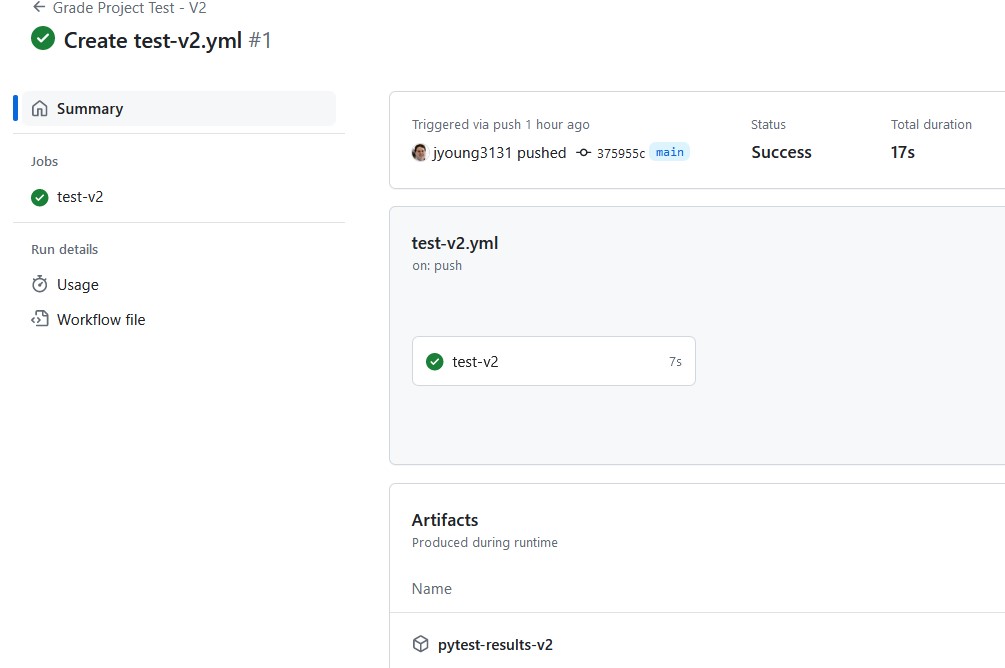 Grade Project Test - V2
Create test-v2.yml #1
Summary
Jobs
test-v2
Run details
Usage
Workflow file
Triggered via push 1 hour ago
jyoung3131 pushed 375955c main
Status
Success
Total duration
17s
test-v2.yml
on: push
test-v2 7s
Artifacts
Produced during runtime
Name
pytest-results-v2